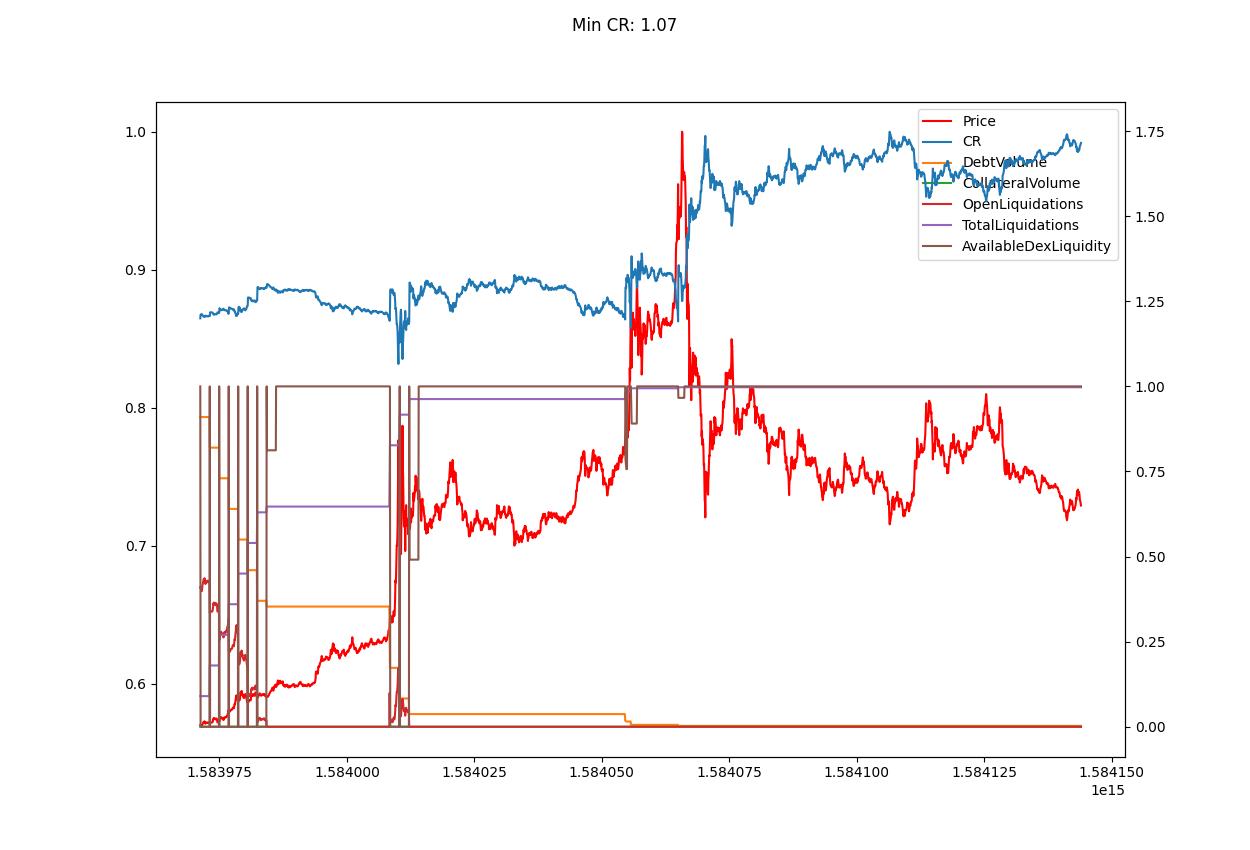 Min CR: 1.07
1.0
0.9
0.8
0.7
0.6
1.75
1.50
1.25
1.00
0.75
0.50
0.25
0.00
Price
CR
DebtVolume
CollateralVolume
OpenLiquidations
TotalLiquidations
AvailableDexLiquidity
1.583975 1.584000 1.584025 1.584050 1.584075 1.584100 1.584125 1.584150
1e15